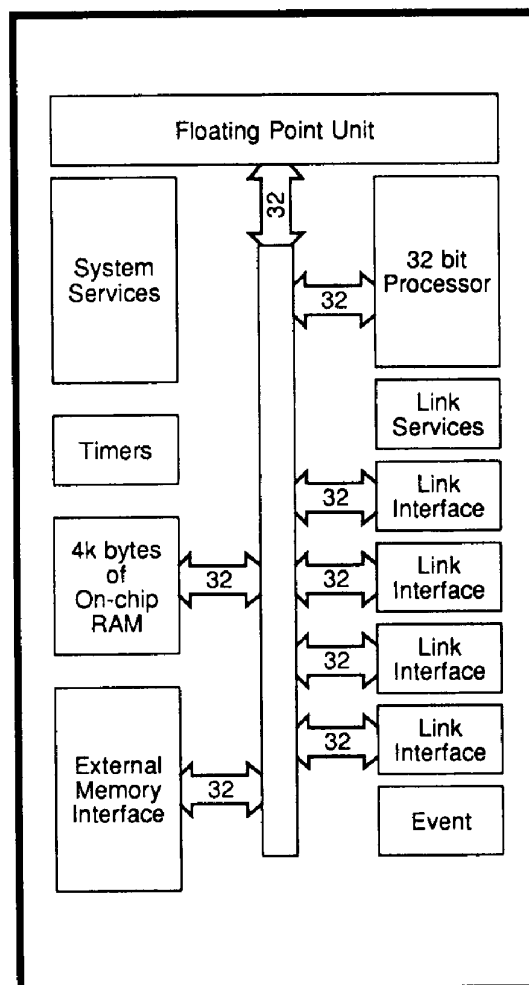 Floating Point Unit
32
System
Services
32 bit
Processor
32
Link
Services
Timers
32
Link
Interface
4k bytes
of
On-chip
RAM
32
32
Link
Interface
32
Link
Interface
External
Memory
Interface
32
32
Link
Interface
Event